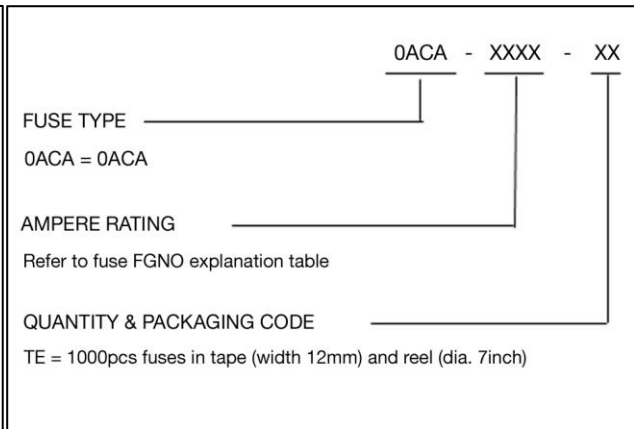 0ACA - XXXX - XX
FUSE TYPE
0ACA = 0ACA
AMPERE RATING
Refer to fuse FGNO explanation table
QUANTITY & PACKAGING CODE
TE = 1000pcs fuses in tape (width 12mm) and reel (dia. 7inch)